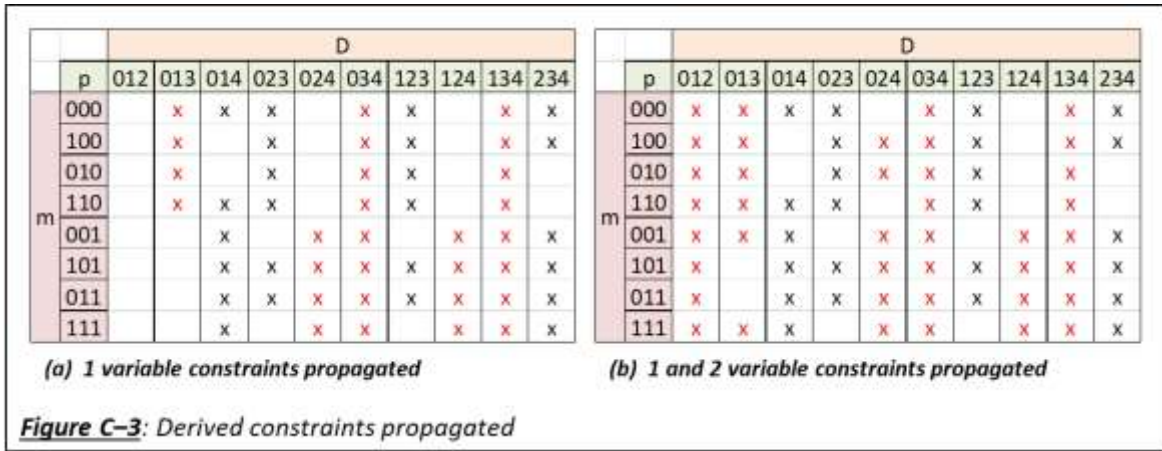 D D
p 012 013 014 023 024 034 123 124 134 234 p 012 013 014 023 024 034 123 124 134 234
000 x x x x x x x 000 x x x x x x x x
100 x x x x x x 100 x x x x x x x x
010 x x x x x 010 x x x x x x x
110 x x x x x x 110 x x x x x x x
m m
001 x x x x x x 001 x x x x x x x x
101 x x x x x x x x 101 x x x x x x x x x
011 x x x x x x x x 011 x x x x x x x x x
111 x x x x x x 111 x x x x x x x x
(a) 1 variable constraints propagated (b) 1 and 2 variable constraints propagated
Figure C–3: Derived constraints propagated